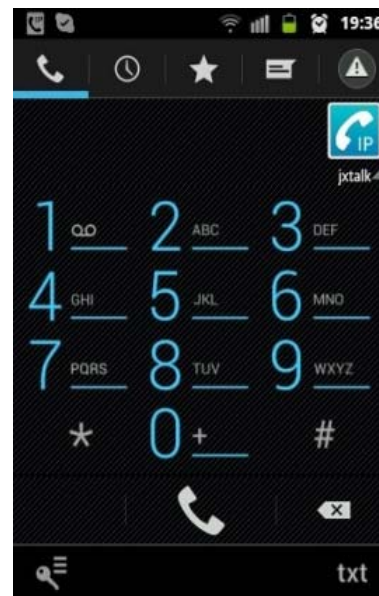 19:36
IP
jxtalk
1 2 ABC 3 DEF
4 GHI 5 JKL 6 MNO
7 PQRS 8 TUV 9 WXYZ
* 0 + #
txt